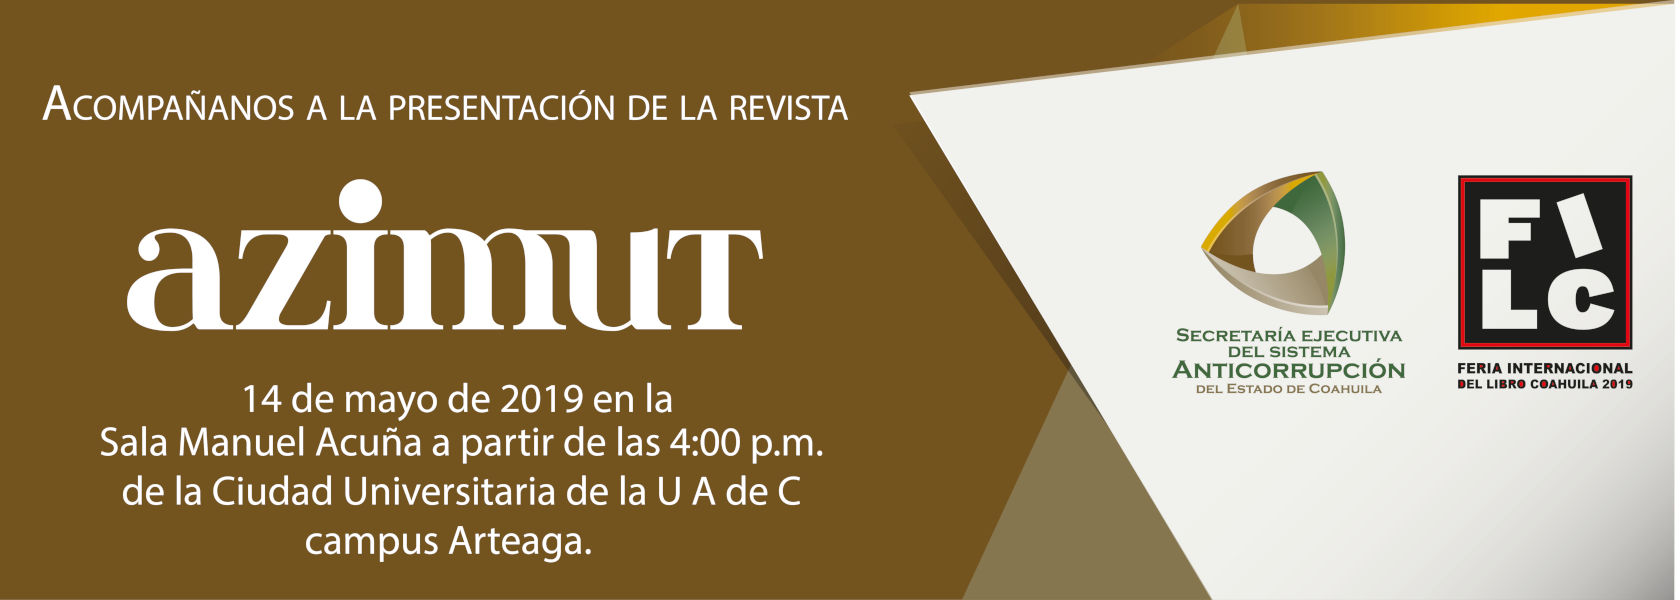 Acompañanos a la presentación de la revista
azimut
14 de mayo de 2019 en la
Sala Manuel Acuña a partir de las 4:00 p.m.
de la Ciudad Universitaria de la U A de C
campus Arteaga.
Secretaría ejecutiva
del sistema
Anticorrupción
del Estado de Coahuila
FILC
FERIA INTERNACIONAL
DEL LIBRO COAHUILA 2019